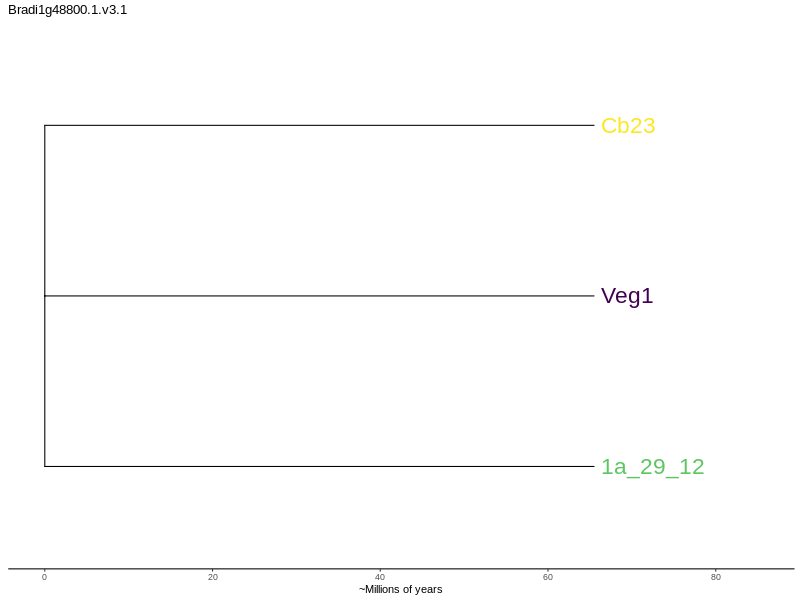 Bradi1g48800.1.v3.1
Cb23
Veg1
1a_29_12
0 20 40 60 80
~Millions of years